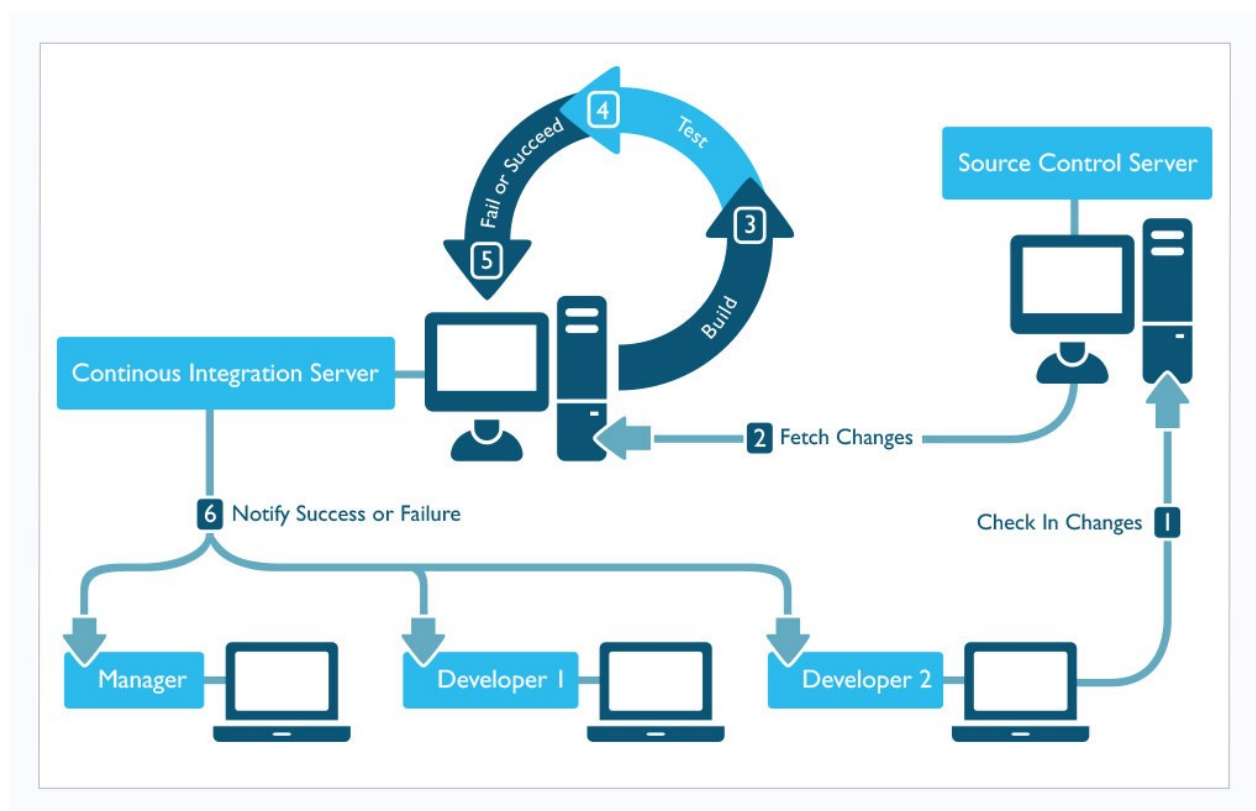 4
Test
Fail or Succeed
Source Control Server
3
5
Build
Continous Integration Server
2 Fetch Changes
6 Notify Success or Failure
Check In Changes 1
Manager
Developer 1
Developer 2